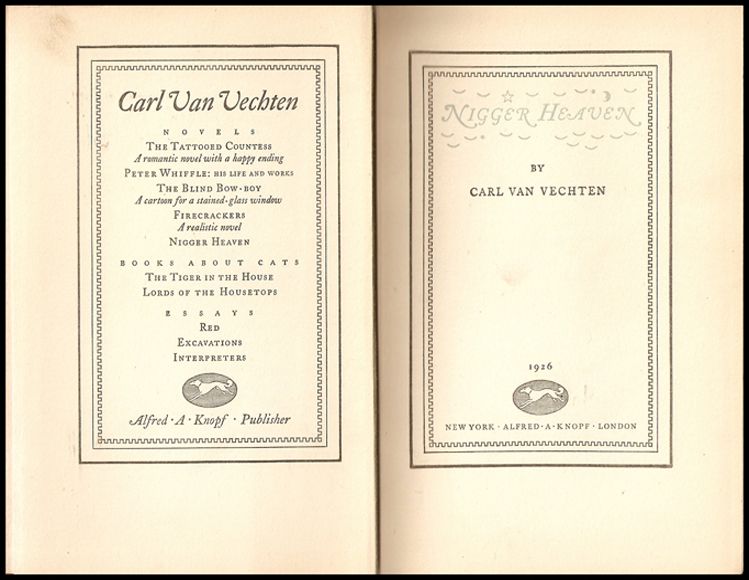 Carl Van Vechten
NOVELS
THE TATTOOED COUNTESS
A romantic novel with a happy ending
PETER WHIFFLE: HIS LIFE AND WORKS
THE BLIND BOW-BOY
A cartoon for a stained-glass window
FIRECRACKERS
A realistic novel
NIGGER HEAVEN
BOOKS ABOUT CATS
THE TIGER IN THE HOUSE
LORDS OF THE HOUSETOPS
ESSAYS
RED
EXCAVATIONS
INTERPRETERS
Alfred · A · Knopf · Publisher
NIGGER HEAVEN
BY
CARL VAN VECHTEN
1926
NEW YORK · ALFRED · A · KNOPF · LONDON